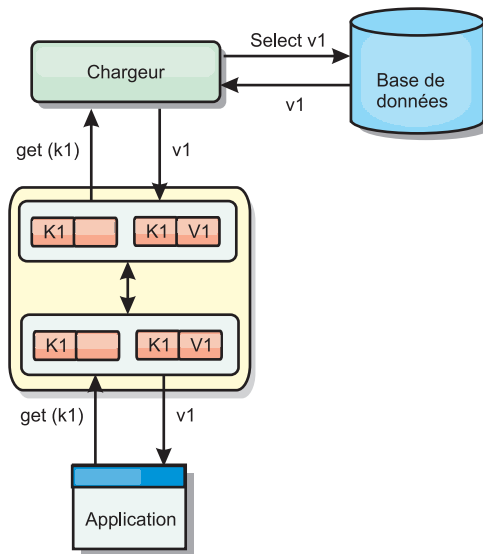 Select v1
Chargeur
Base de
données
v1
get (k1)
v1
K1
K1 V1
K1
K1 V1
get (k1)
v1
Application